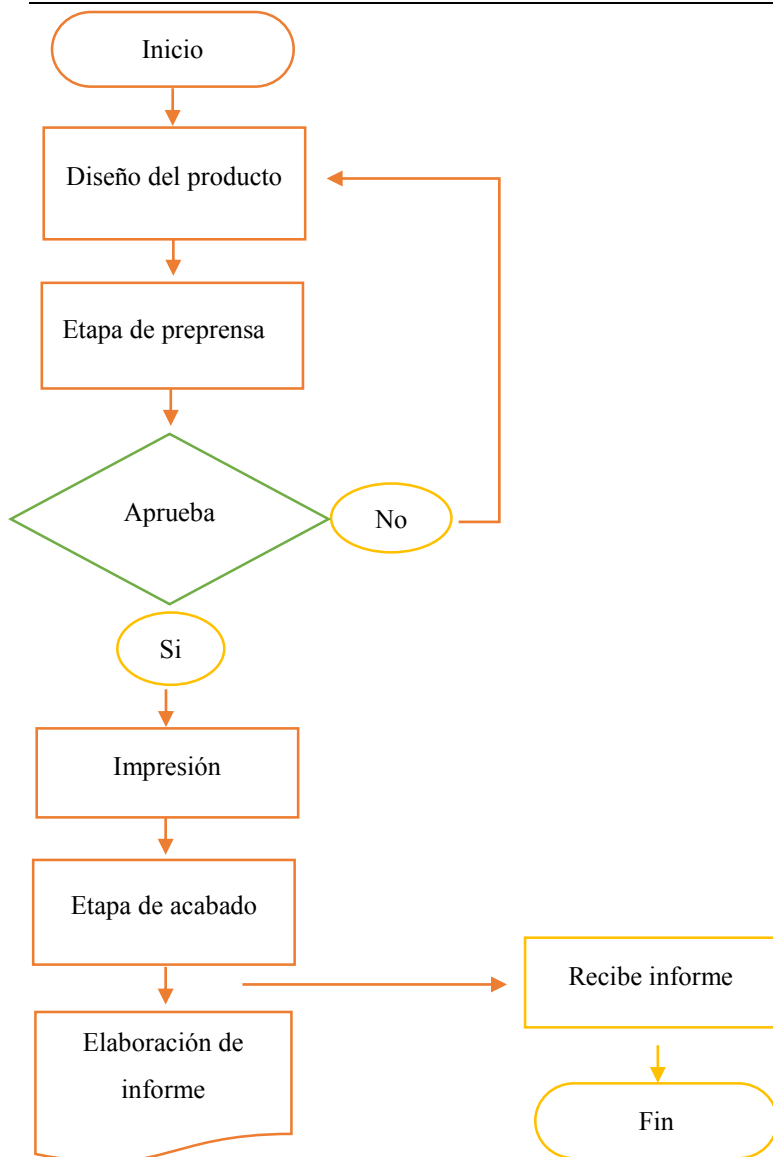 Inicio
Diseño del producto
Etapa de preprensa
Aprueba
No
Si
Impresión
Etapa de acabado
Elaboración de
informe
Recibe informe
Fin